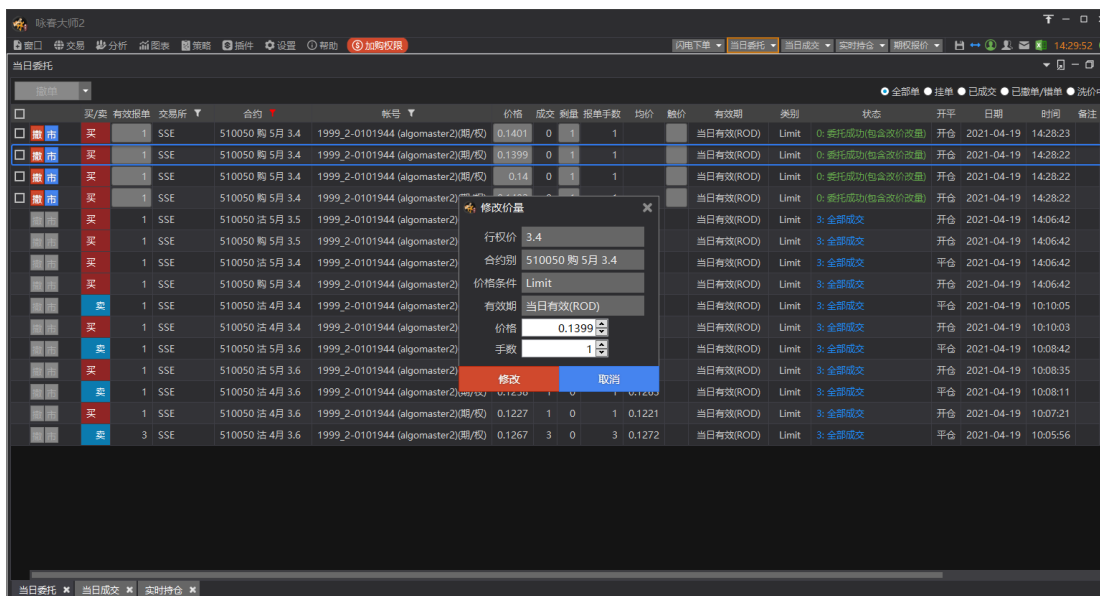 咏春大师2
窗口 交易 分析 图表 策略 插件 设置 帮助 加购权限 闪电下单 当日委托 当日成交 实时持仓 期权报价 14:29:52
当日委托
撤单 全部单 挂单 已成交 已撤单/错单 洗价中
买/卖 有效报单 交易所 合约 帐号 价格 成交 剩量 报单手数 均价 触价 有效期 类别 状态 开平 日期 时间 备注
撤 市 买 1 SSE 510050 购 5月 3.4 1999_2-0101944 (algomaster2)(期/权) 0.1401 0 1 1 当日有效(ROD) Limit 0: 委托成功(包含改价改量) 开仓 2021-04-19 14:28:23
撤 市 买 1 SSE 510050 购 5月 3.4 1999_2-0101944 (algomaster2)(期/权) 0.1399 0 1 1 当日有效(ROD) Limit 0: 委托成功(包含改价改量) 开仓 2021-04-19 14:28:22
撤 市 买 1 SSE 510050 购 5月 3.4 1999_2-0101944 (algomaster2)(期/权) 0.14 0 1 1 当日有效(ROD) Limit 0: 委托成功(包含改价改量) 开仓 2021-04-19 14:28:22
撤 市 买 1 SSE 510050 购 5月 3.4 1999_2-0101944 (algomaster2) 当日有效(ROD) Limit 0: 委托成功(包含改价改量) 开仓 2021-04-19 14:28:22
撤 市 买 1 SSE 510050 沽 5月 3.5 1999_2-0101944 (algomaster2) 当日有效(ROD) Limit 3: 全部成交 开仓 2021-04-19 14:06:42
撤 市 买 1 SSE 510050 购 5月 3.5 1999_2-0101944 (algomaster2) 当日有效(ROD) Limit 3: 全部成交 开仓 2021-04-19 14:06:42
撤 市 买 1 SSE 510050 购 5月 3.4 1999_2-0101944 (algomaster2) 当日有效(ROD) Limit 3: 全部成交 平仓 2021-04-19 14:06:42
撤 市 买 1 SSE 510050 购 5月 3.4 1999_2-0101944 (algomaster2) 当日有效(ROD) Limit 3: 全部成交 开仓 2021-04-19 14:06:42
撤 市 卖 1 SSE 510050 沽 4月 3.4 1999_2-0101944 (algomaster2) 当日有效(ROD) Limit 3: 全部成交 平仓 2021-04-19 10:10:05
撤 市 买 1 SSE 510050 沽 4月 3.4 1999_2-0101944 (algomaster2) 当日有效(ROD) Limit 3: 全部成交 开仓 2021-04-19 10:10:03
撤 市 卖 1 SSE 510050 沽 5月 3.6 1999_2-0101944 (algomaster2) 当日有效(ROD) Limit 3: 全部成交 平仓 2021-04-19 10:08:42
撤 市 买 1 SSE 510050 沽 5月 3.6 1999_2-0101944 (algomaster2) 当日有效(ROD) Limit 3: 全部成交 开仓 2021-04-19 10:08:35
撤 市 卖 1 SSE 510050 沽 4月 3.6 1999_2-0101944 (algomaster2)(期/权) 当日有效(ROD) Limit 3: 全部成交 平仓 2021-04-19 10:08:11
撤 市 买 1 SSE 510050 沽 4月 3.6 1999_2-0101944 (algomaster2)(期/权) 0.1227 1 0 1 0.1221 当日有效(ROD) Limit 3: 全部成交 开仓 2021-04-19 10:07:21
撤 市 卖 3 SSE 510050 沽 4月 3.6 1999_2-0101944 (algomaster2)(期/权) 0.1267 3 0 3 0.1272 当日有效(ROD) Limit 3: 全部成交 平仓 2021-04-19 10:05:56
修改价量
行权价 3.4
合约别 510050 购 5月 3.4
价格条件 Limit
有效期 当日有效(ROD)
价格 0.1399
手数 1
修改 取消
当日委托 当日成交 实时持仓